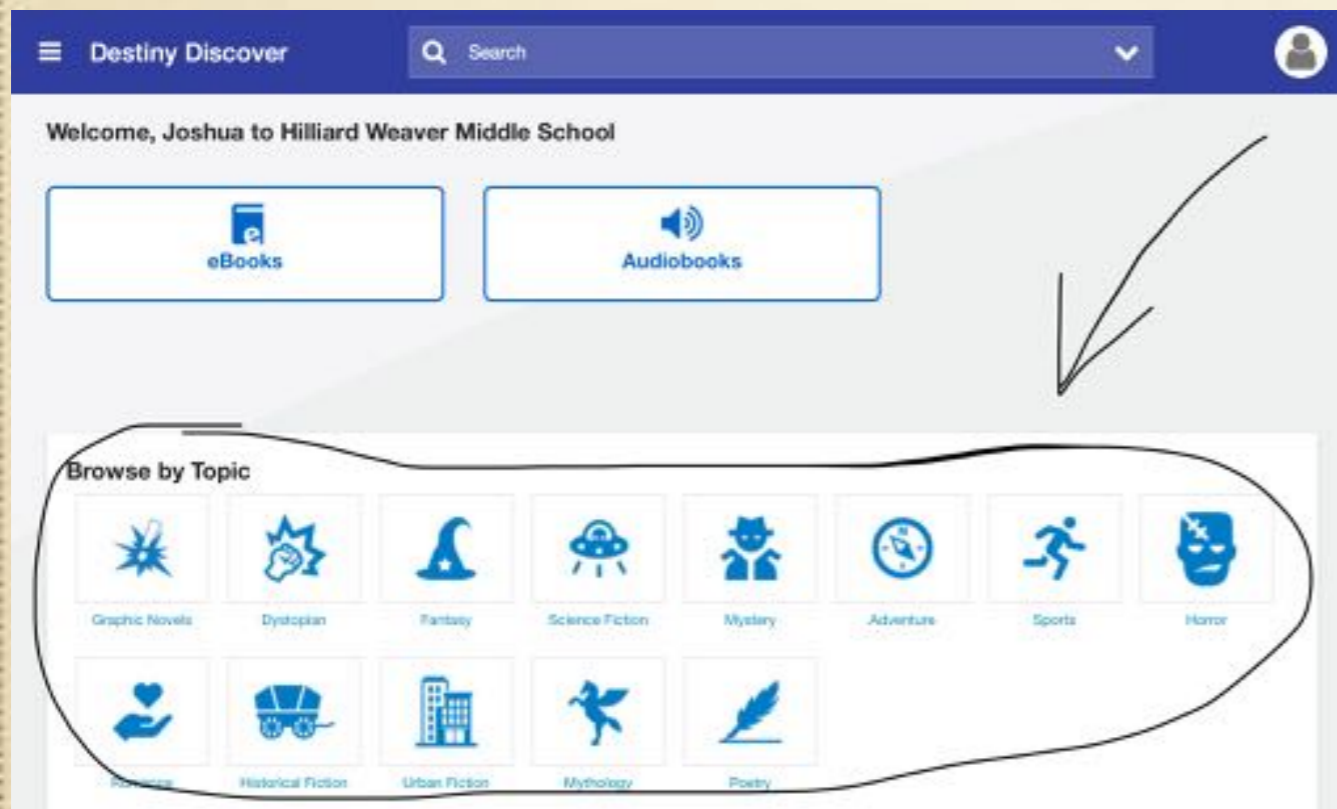 Destiny Discover Search
Welcome, Joshua to Hilliard Weaver Middle School
eBooks Audiobooks
Browse by Topic
Graphic Novels Dystopian Fantasy Science Fiction Mystery Adventure Sports Horror
Romance Historical Fiction Urban Fiction Mythology Poetry